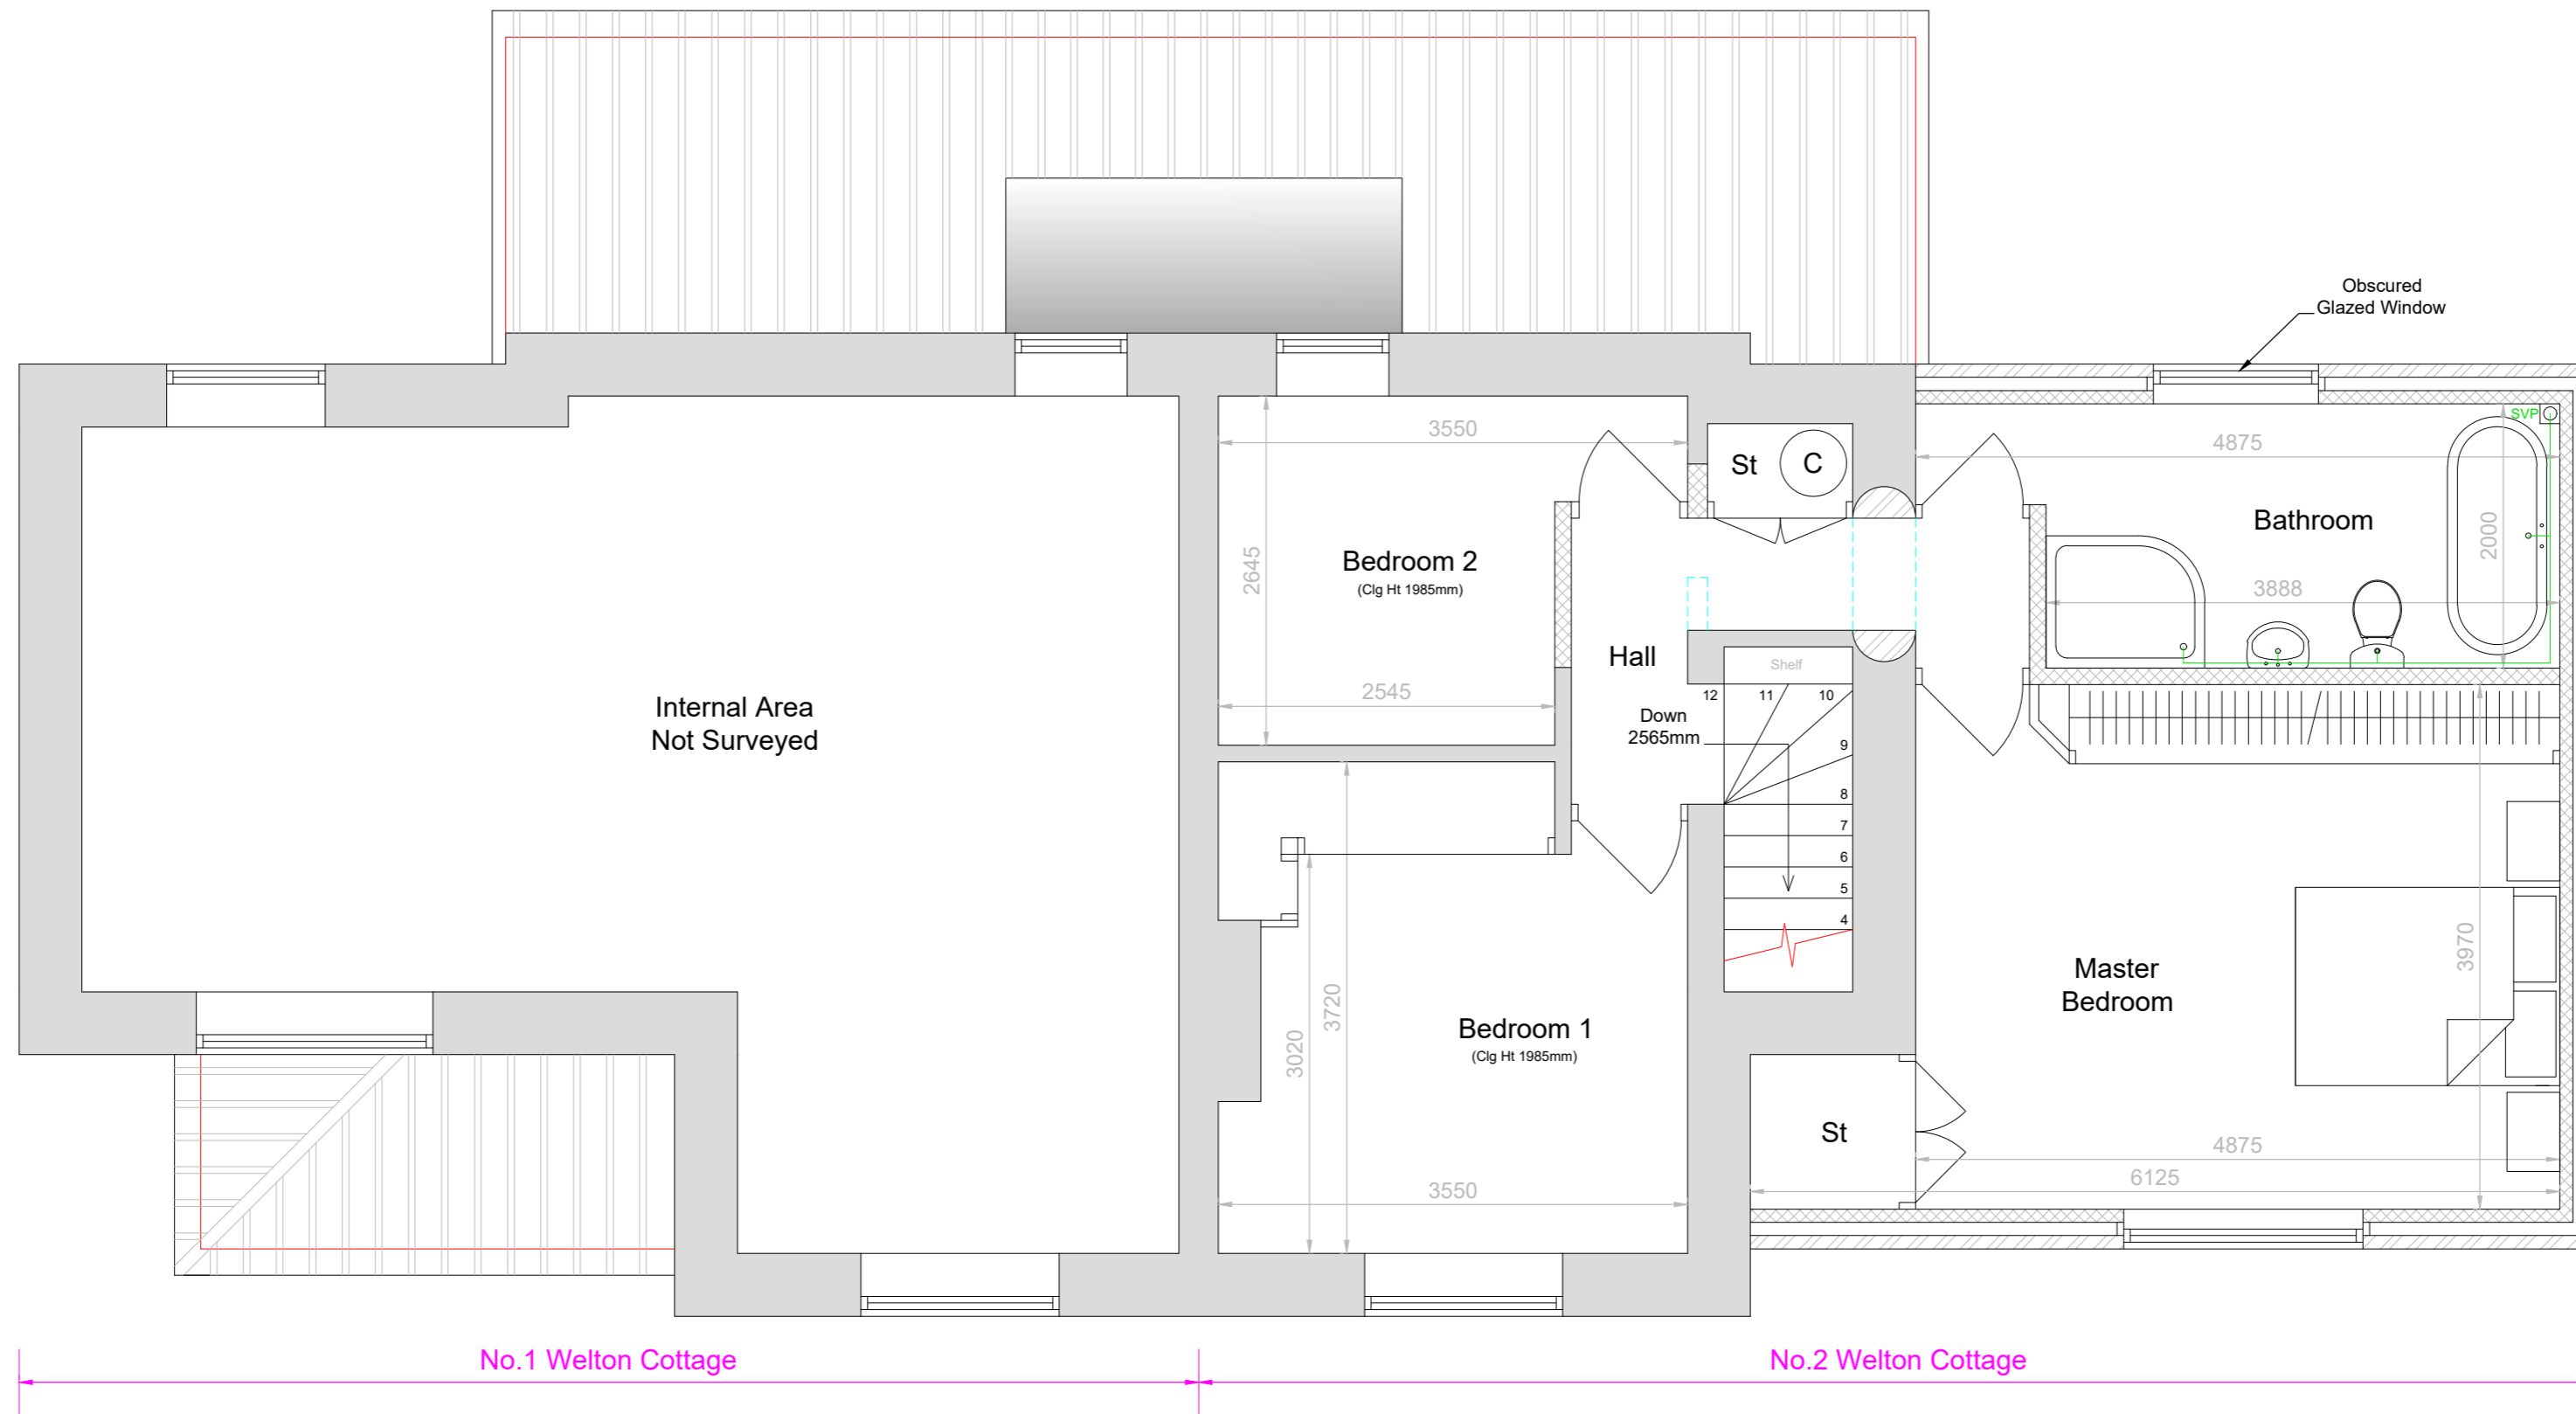 Obscured
Glazed Window
SVP
3550
St
C
4875
Bathroom
2000
Bedroom 2
(Clg Ht 1985mm)
2645
3888
Hall
Shelf
2545
12
11
10
Internal Area
Not Surveyed
Down
2565mm
9
8
7
6
5
4
3970
Master
Bedroom
3720
3020
Bedroom 1
(Clg Ht 1985mm)
St
4875
6125
3550
No.1 Welton Cottage
No.2 Welton Cottage